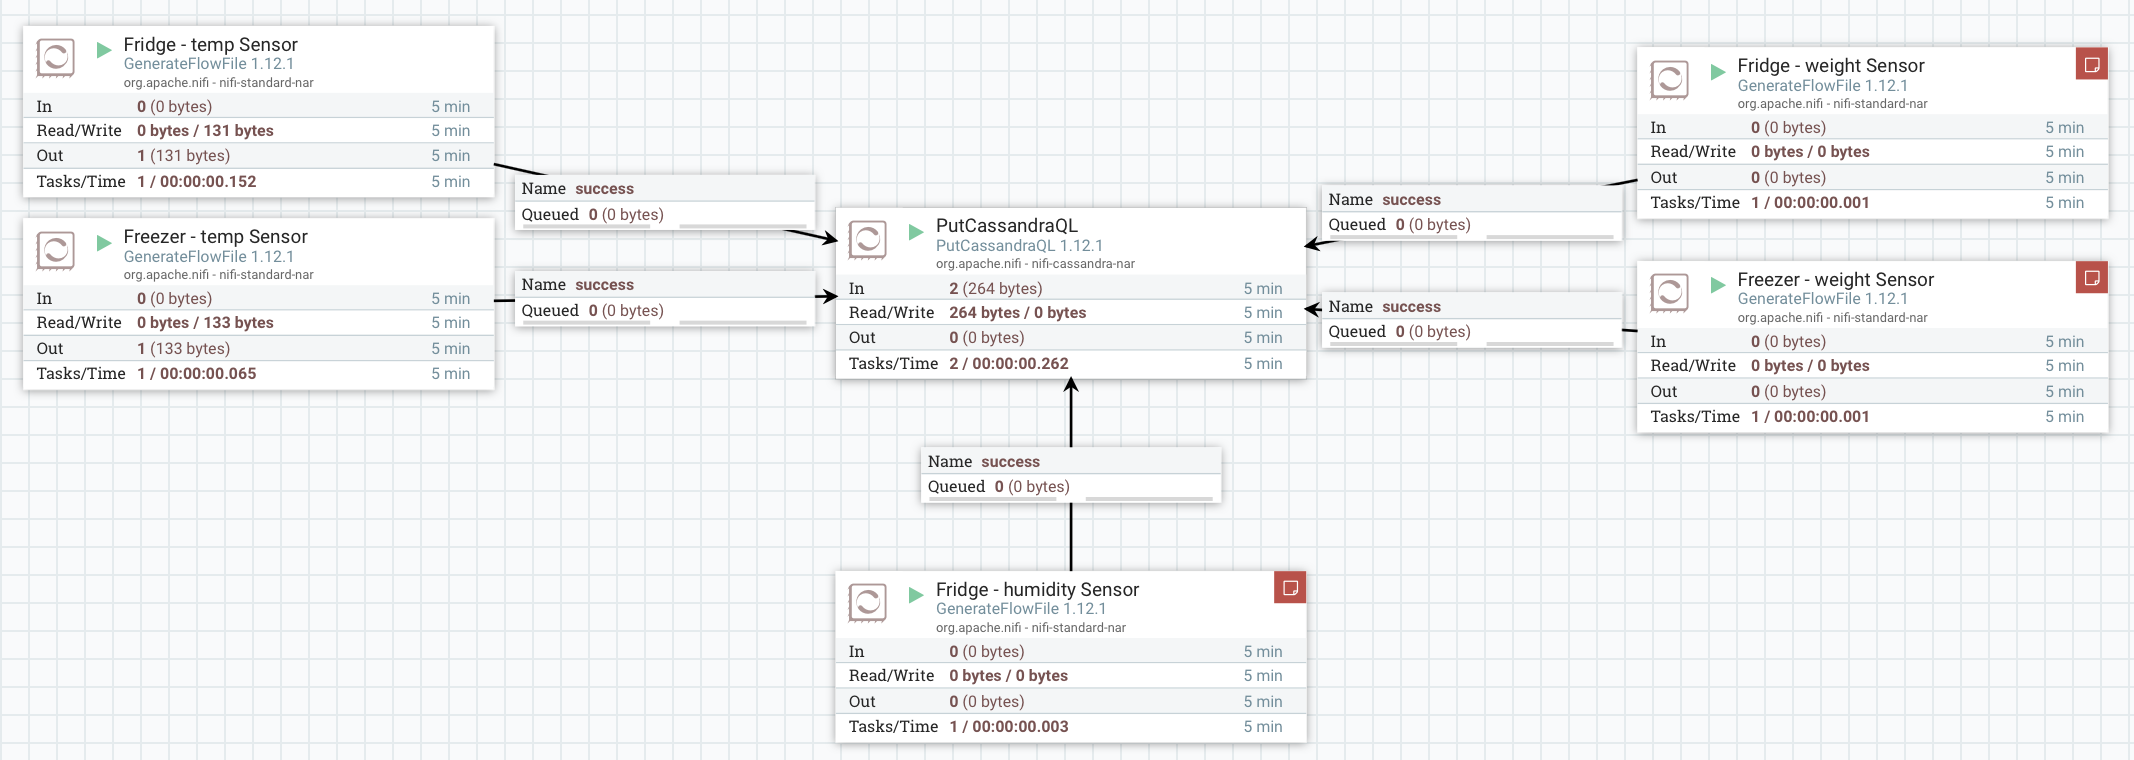 Fridge - temp Sensor
GenerateFlowFile 1.12.1
org.apache.nifi - nifi-standard-nar
In 0 (0 bytes) 5 min
Read/Write 0 bytes / 131 bytes 5 min
Out 1 (131 bytes) 5 min
Tasks/Time 1 / 00:00:00.152 5 min
Freezer - temp Sensor
GenerateFlowFile 1.12.1
org.apache.nifi - nifi-standard-nar
In 0 (0 bytes) 5 min
Read/Write 0 bytes / 133 bytes 5 min
Out 1 (133 bytes) 5 min
Tasks/Time 1 / 00:00:00.065 5 min
Name success
Queued 0 (0 bytes)
Name success
Queued 0 (0 bytes)
PutCassandraQL
PutCassandraQL 1.12.1
org.apache.nifi - nifi-cassandra-nar
In 2 (264 bytes) 5 min
Read/Write 264 bytes / 0 bytes 5 min
Out 0 (0 bytes) 5 min
Tasks/Time 2 / 00:00:00.262 5 min
Name success
Queued 0 (0 bytes)
Name success
Queued 0 (0 bytes)
Fridge - weight Sensor
GenerateFlowFile 1.12.1
org.apache.nifi - nifi-standard-nar
In 0 (0 bytes) 5 min
Read/Write 0 bytes / 0 bytes 5 min
Out 0 (0 bytes) 5 min
Tasks/Time 1 / 00:00:00.001 5 min
Freezer - weight Sensor
GenerateFlowFile 1.12.1
org.apache.nifi - nifi-standard-nar
In 0 (0 bytes) 5 min
Read/Write 0 bytes / 0 bytes 5 min
Out 0 (0 bytes) 5 min
Tasks/Time 1 / 00:00:00.001 5 min
Name success
Queued 0 (0 bytes)
Fridge - humidity Sensor
GenerateFlowFile 1.12.1
org.apache.nifi - nifi-standard-nar
In 0 (0 bytes) 5 min
Read/Write 0 bytes / 0 bytes 5 min
Out 0 (0 bytes) 5 min
Tasks/Time 1 / 00:00:00.003 5 min